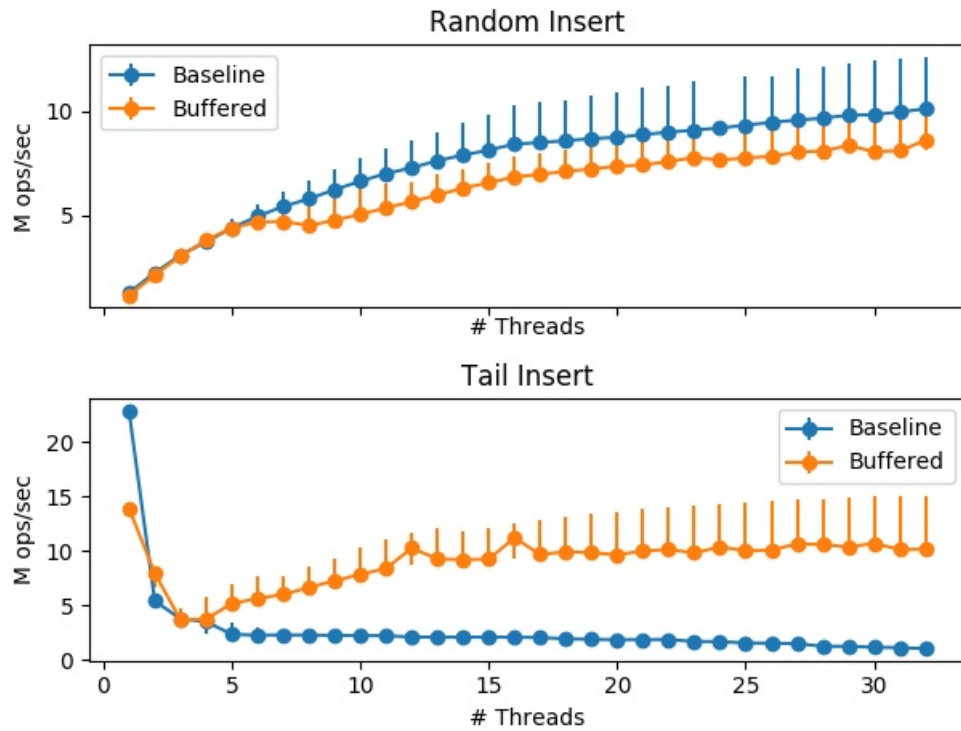 Random Insert
Baseline
Buffered
10
5
M ops/sec
# Threads
Tail Insert
Baseline
Buffered
20
15
10
5
0
M ops/sec
0 5 10 15 20 25 30
# Threads